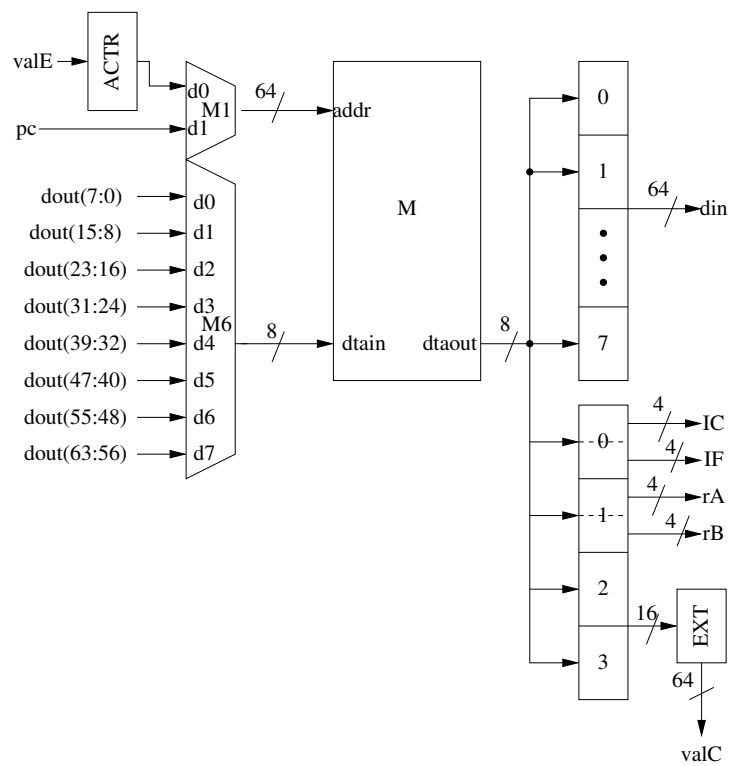 valE
ACTR
pc
d0
M1
d1
64
addr
M
dout(7:0)
dout(15:8)
dout(23:16)
dout(31:24)
dout(39:32)
dout(47:40)
dout(55:48)
dout(63:56)
d0
d1
d2
d3
M6
d4
d5
d6
d7
8
dtain
dtaout
8
0
1
7
64
din
0
1
2
3
4
IC
4
IF
4
rA
4
rB
16
EXT
64
valC